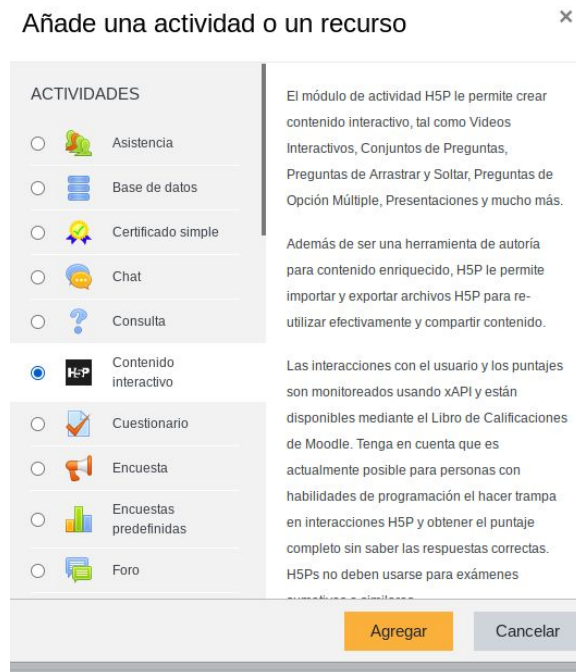 Añade una actividad o un recurso
×
ACTIVIDADES
Asistencia
Base de datos
Certificado simple
Chat
Consulta
H5P
Contenido
interactivo
Cuestionario
Encuesta
Encuestas
predefinidas
Foro
El módulo de actividad H5P le permite crear
contenido interactivo, tal como Videos
Interactivos, Conjuntos de Preguntas,
Preguntas de Arrastrar y Soltar, Preguntas de
Opción Múltiple, Presentaciones y mucho más.
Además de ser una herramienta de autoría
para contenido enriquecido, H5P le permite
importar y exportar archivos H5P para re-
utilizar efectivamente y compartir contenido.
Las interacciones con el usuario y los puntajes
son monitoreados usando xAPI y están
disponibles mediante el Libro de Calificaciones
de Moodle. Tenga en cuenta que es
actualmente posible para personas con
habilidades de programación el hacer trampa
en interacciones H5P y obtener el puntaje
completo sin saber las respuestas correctas.
H5Ps no deben usarse para exámenes
Agregar
Cancelar